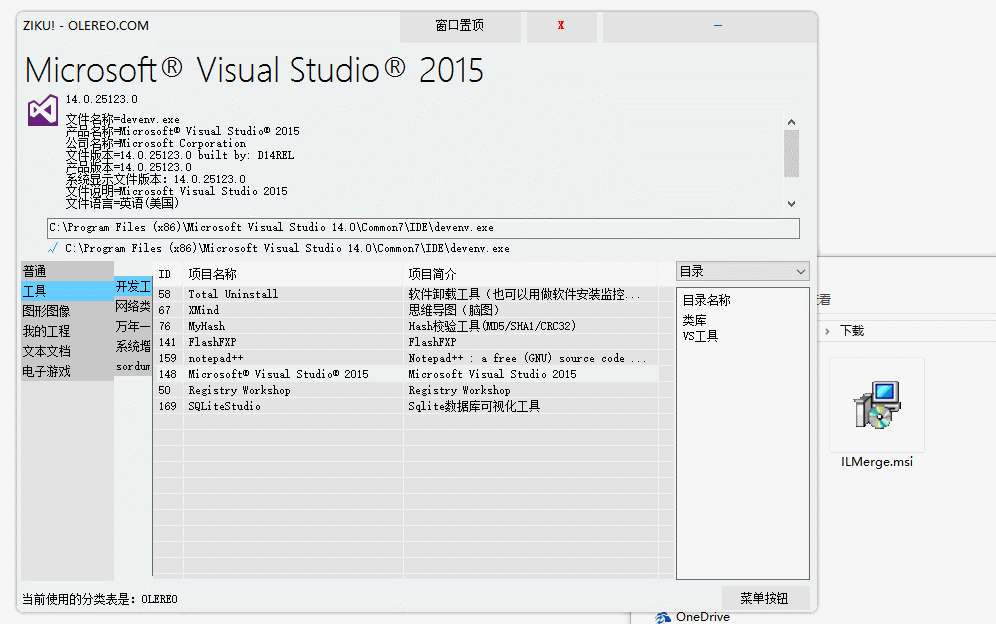 ZIKU! - OLEREO.COM 窗口置顶 X —
Microsoft® Visual Studio® 2015
14.0.25123.0
文件名称=devenv.exe
产品名称=Microsoft® Visual Studio® 2015
公司名称=Microsoft Corporation
文件版本=14.0.25123.0 built by: D14REL
产品版本=14.0.25123.0
系统显示文件版本: 14.0.25123.0
文件说明=Microsoft Visual Studio 2015
文件语言=英语(美国)
C:\Program Files (x86)\Microsoft Visual Studio 14.0\Common7\IDE\devenv.exe
C:\Program Files (x86)\Microsoft Visual Studio 14.0\Common7\IDE\devenv.exe
普通
工具
图形图像
我的工程
文本文档
电子游戏
开发工
网络类
万年一
系统增
sordum
ID 项目名称 项目简介
58 Total Uninstall 软件卸载工具（也可以用做软件安装监控...
67 XMind 思维导图（脑图）
76 MyHash Hash校验工具(MD5/SHA1/CRC32)
141 FlashFXP FlashFXP
159 notepad++ Notepad++ : a free (GNU) source code ...
148 Microsoft® Visual Studio® 2015 Microsoft Visual Studio 2015
50 Registry Workshop Registry Workshop
169 SQLiteStudio Sqlite数据库可视化工具
目录
目录名称
类库
VS工具
看
下载
ILMerge.msi
当前使用的分类表是: OLEREO
菜单按钮
OneDrive